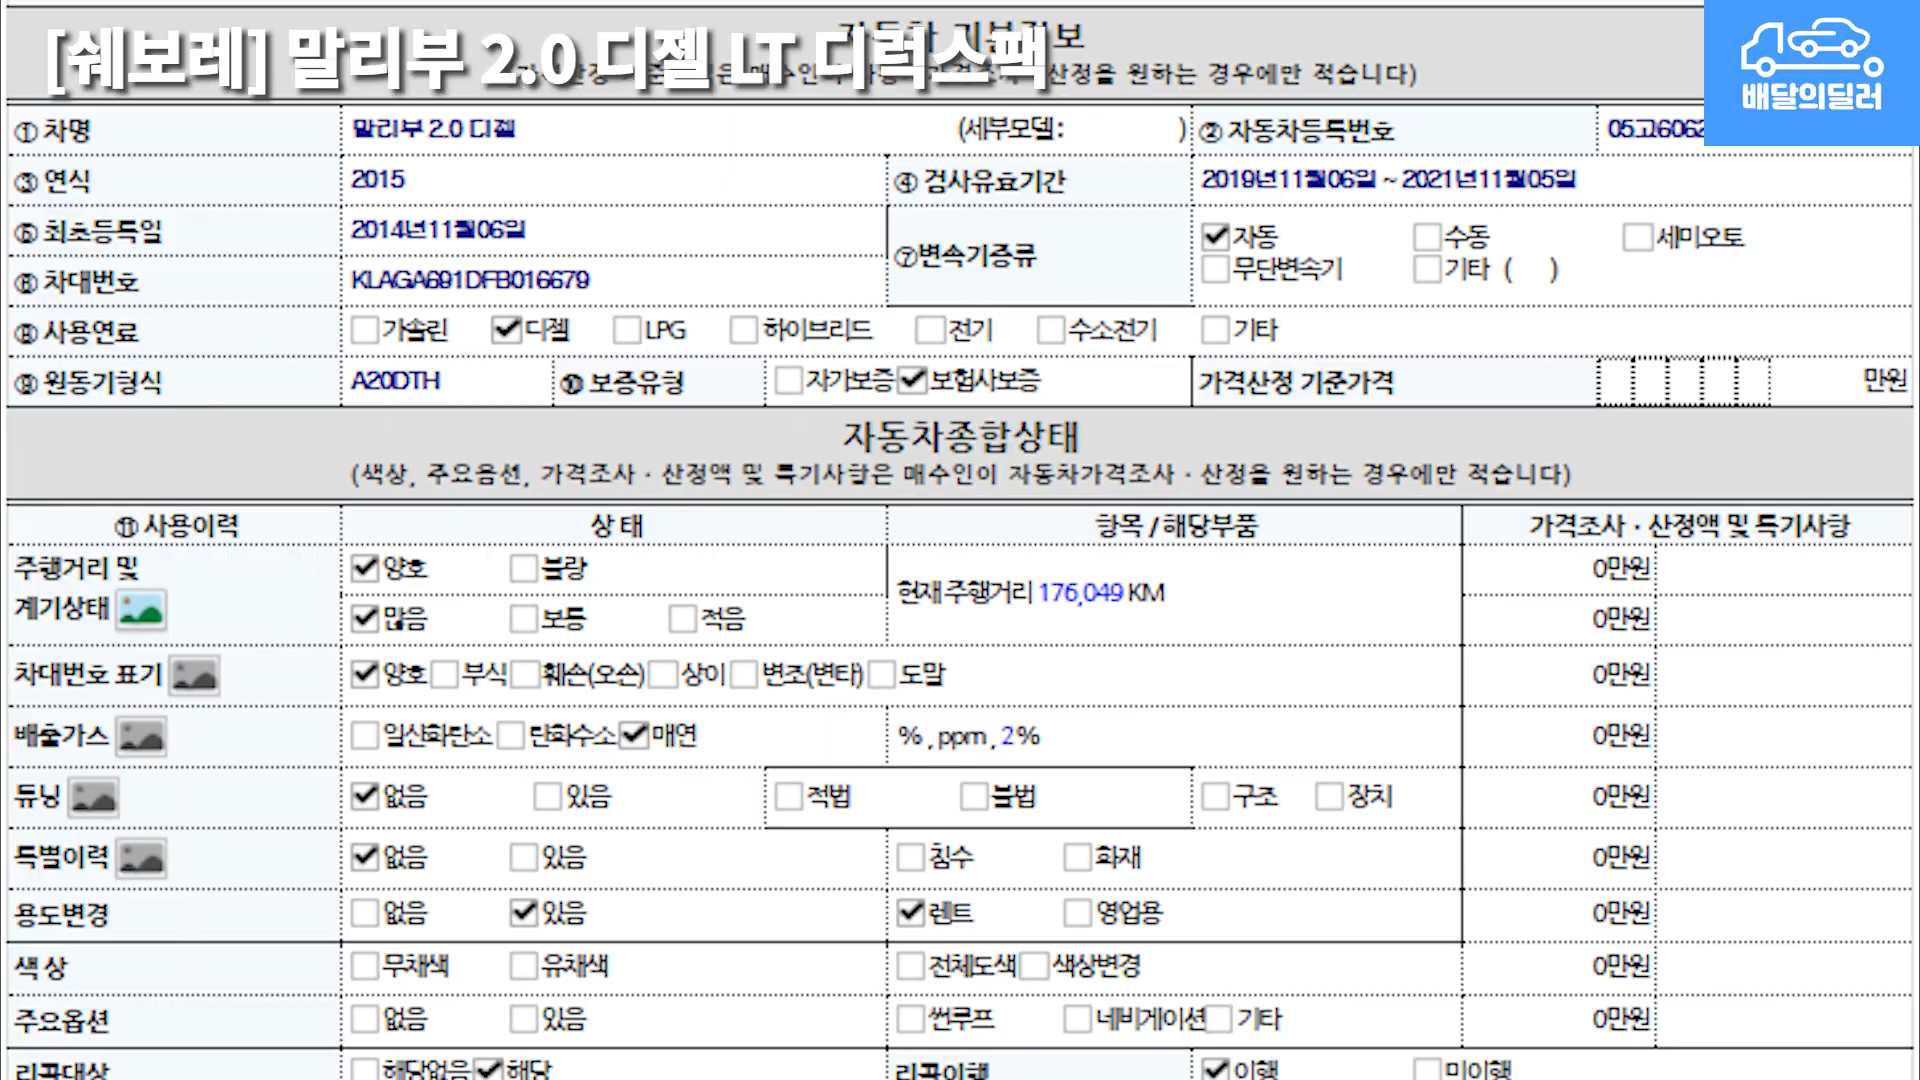 [쉐보레] 말리부 2.0 디젤 LT 디럭스팩
배달의딜러
① 차명 말리부 2.0 디젤 (세부모델: ) ② 자동차등록번호 05고6062
③ 연식 2015 ④ 검사유효기간 2019년11월06일 ~ 2021년11월05일
⑤ 최초등록일 2014년11월06일 ⑦변속기종류 자동 수동 세미오토
무단변속기 기타 ( )
⑥ 차대번호 KLAGA691DFB016679
⑧ 사용연료 가솔린 디젤 LPG 하이브리드 전기 수소전기 기타
⑨ 원동기형식 A20DTH ⑩ 보증유형 자가보증 보험사보증 가격산정 기준가격 만원
자동차종합상태
(색상, 주요옵션, 가격조사 · 산정액 및 특기사항은 매수인이 자동차가격조사 · 산정을 원하는 경우에만 적습니다)
⑪ 사용이력 상 태 항목 / 해당부품 가격조사 · 산정액 및 특기사항
주행거리 및 양호 불량 0만원
계기상태 많음 보통 적음 현재 주행거리 176,049 KM 0만원
차대번호 표기 양호 부식 훼손(오손) 상이 변조(변타) 도말 0만원
배출가스 일산화탄소 탄화수소 매연 % , ppm , 2 % 0만원
튜닝 없음 있음 적법 불법 구조 장치 0만원
특별이력 없음 있음 침수 화재 0만원
용도변경 없음 있음 렌트 영업용 0만원
색 상 무채색 유채색 전체도색 색상변경 0만원
주요옵션 없음 있음 썬루프 네비게이션 기타 0만원
리콜대상 해당없음 해당 리콜이행 이행 미이행